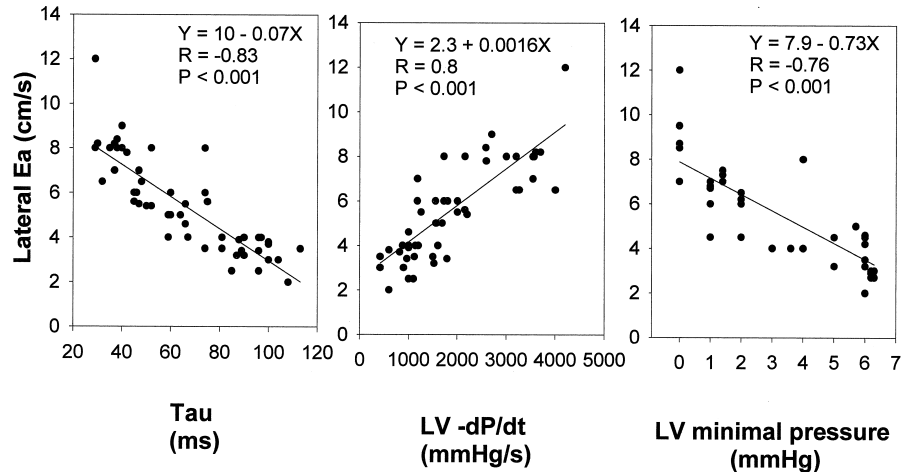 Lateral Ea (cm/s)
14
12
10
8
6
4
2
0
20 40 60 80 100 120
Y = 10 - 0.07X
R = -0.83
P < 0.001
Tau
(ms)
14
12
10
8
6
4
2
0
0 1000 2000 3000 4000 5000
Y = 2.3 + 0.0016X
R = 0.8
P < 0.001
LV -dP/dt
(mmHg/s)
14
12
10
8
6
4
2
0
0 1 2 3 4 5 6 7
Y = 7.9 - 0.73X
R = -0.76
P < 0.001
LV minimal pressure
(mmHg)